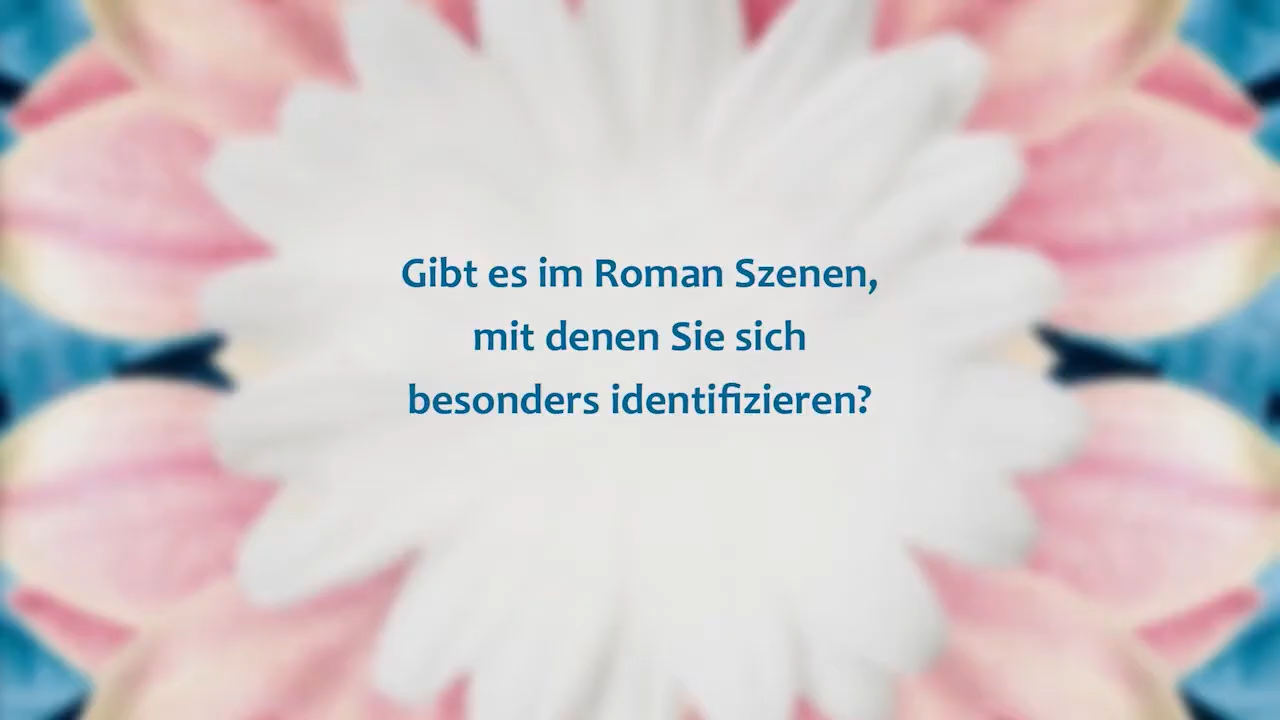 Gibt es im Roman Szenen,
mit denen Sie sich
besonders identifizieren?